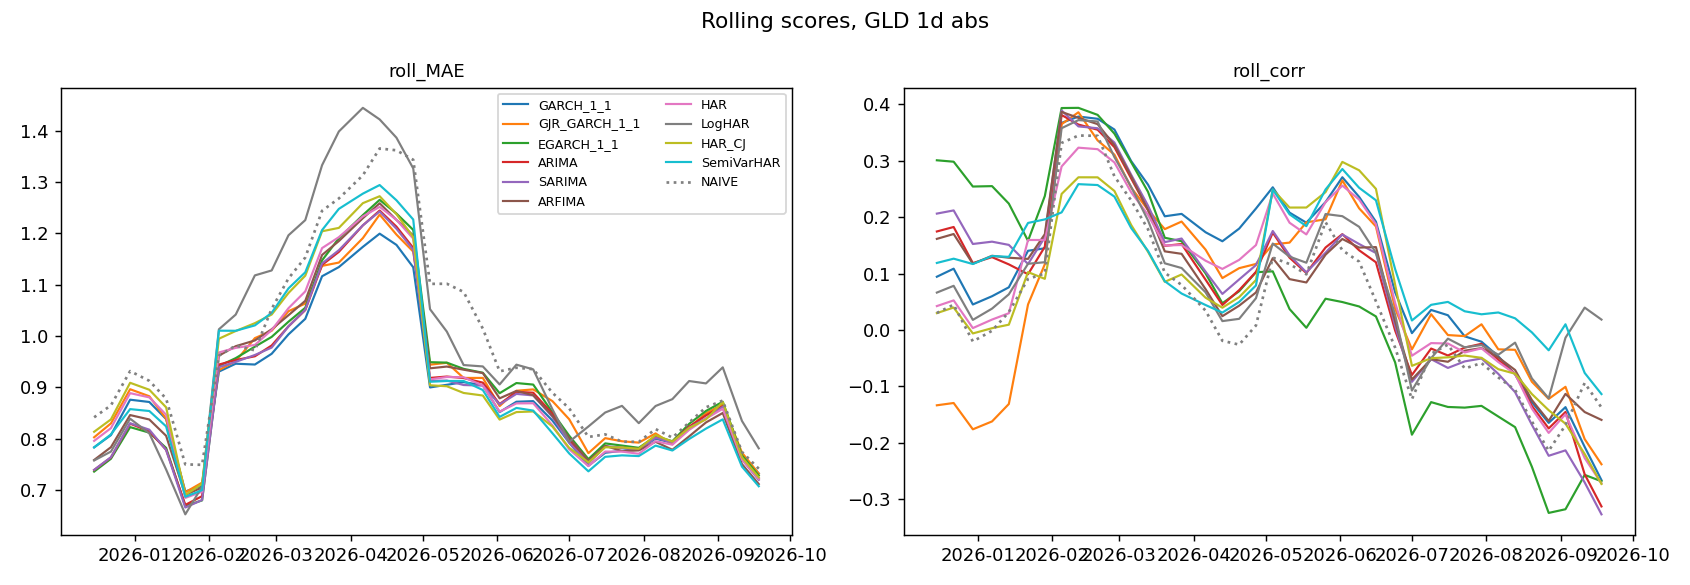 Rolling scores, GLD 1d abs
roll_MAE
1.4
1.3
1.2
1.1
1.0
0.9
0.8
0.7
GARCH_1_1
GJR_GARCH_1_1
EGARCH_1_1
ARIMA
SARIMA
ARFIMA
HAR
LogHAR
HAR_CJ
SemiVarHAR
NAIVE
2026-01 2026-02 2026-03 2026-04 2026-05 2026-06 2026-07 2026-08 2026-09 2026-10
roll_corr
0.4
0.3
0.2
0.1
0.0
−0.1
−0.2
−0.3
2026-01 2026-02 2026-03 2026-04 2026-05 2026-06 2026-07 2026-08 2026-09 2026-10